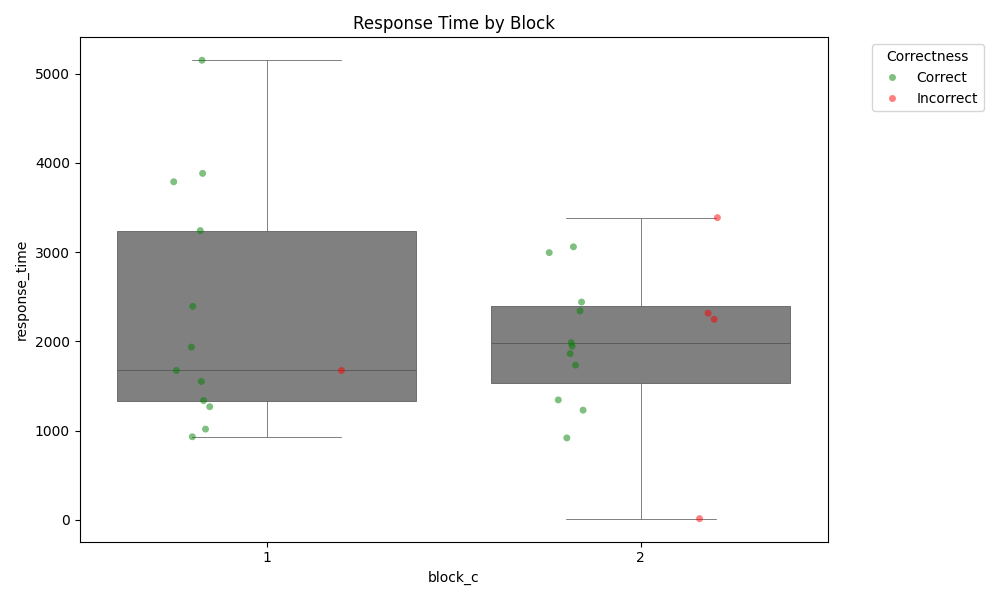 Response Time by Block
Correctness
Correct
Incorrect
5000
4000
3000
2000
1000
0
response_time
1
2
block_c